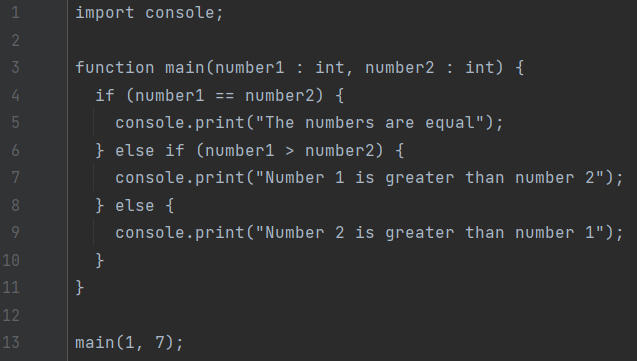 1 import console;
2
3 function main(number1 : int, number2 : int) {
4   if (number1 == number2) {
5     console.print("The numbers are equal");
6   } else if (number1 > number2) {
7     console.print("Number 1 is greater than number 2");
8   } else {
9     console.print("Number 2 is greater than number 1");
10   }
11 }
12
13 main(1, 7);